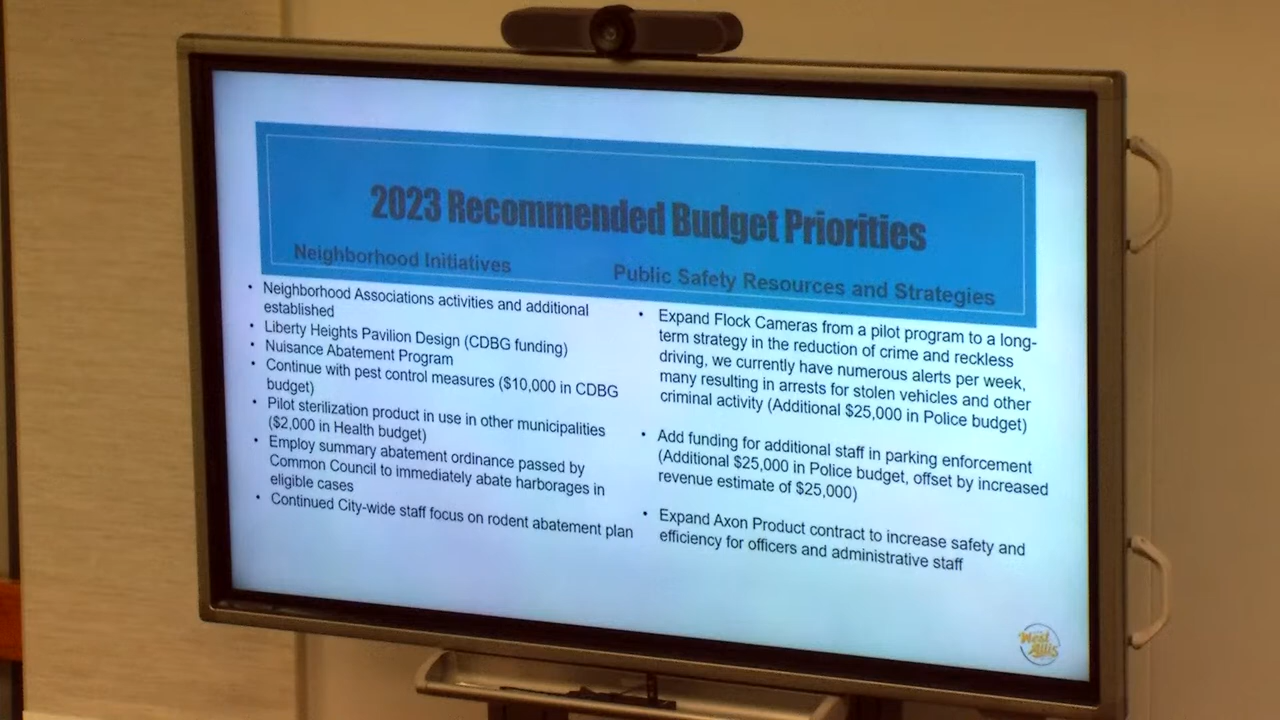 2023 Recommended Budget Priorities
Neighborhood Initiatives
• Neighborhood Associations activities and additional
established
• Liberty Heights Pavilion Design (CDBG funding)
• Nuisance Abatement Program
• Continue with pest control measures ($10,000 in CDBG
budget)
• Pilot sterilization product in use in other municipalities
($2,000 in Health budget)
• Employ summary abatement ordinance passed by
Common Council to immediately abate harborages in
eligible cases
• Continued City-wide staff focus on rodent abatement plan
Public Safety Resources and Strategies
• Expand Flock Cameras from a pilot program to a long-
term strategy in the reduction of crime and reckless
driving, we currently have numerous alerts per week,
many resulting in arrests for stolen vehicles and other
criminal activity (Additional $25,000 in Police budget)
• Add funding for additional staff in parking enforcement
(Additional $25,000 in Police budget, offset by increased
revenue estimate of $25,000)
• Expand Axon Product contract to increase safety and
efficiency for officers and administrative staff
West
Allis